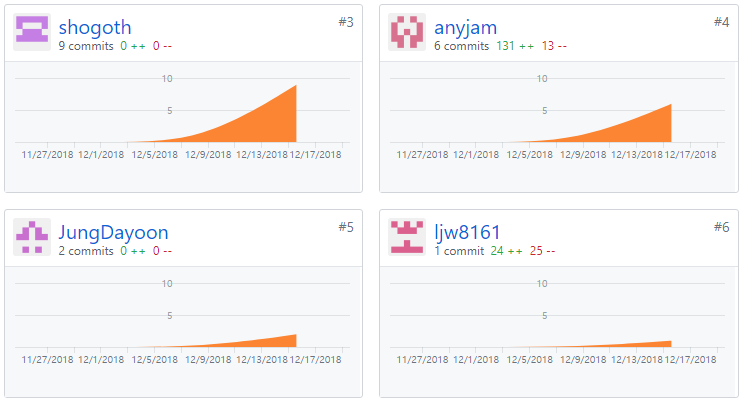 shogoth #3
9 commits 0 ++ 0 --
10
5
11/27/2018 12/1/2018 12/5/2018 12/9/2018 12/13/2018 12/17/2018
anyjam #4
6 commits 131 ++ 13 --
10
5
11/27/2018 12/1/2018 12/5/2018 12/9/2018 12/13/2018 12/17/2018
JungDayoon #5
2 commits 0 ++ 0 --
10
5
11/27/2018 12/1/2018 12/5/2018 12/9/2018 12/13/2018 12/17/2018
ljw8161 #6
1 commit 24 ++ 25 --
10
5
11/27/2018 12/1/2018 12/5/2018 12/9/2018 12/13/2018 12/17/2018